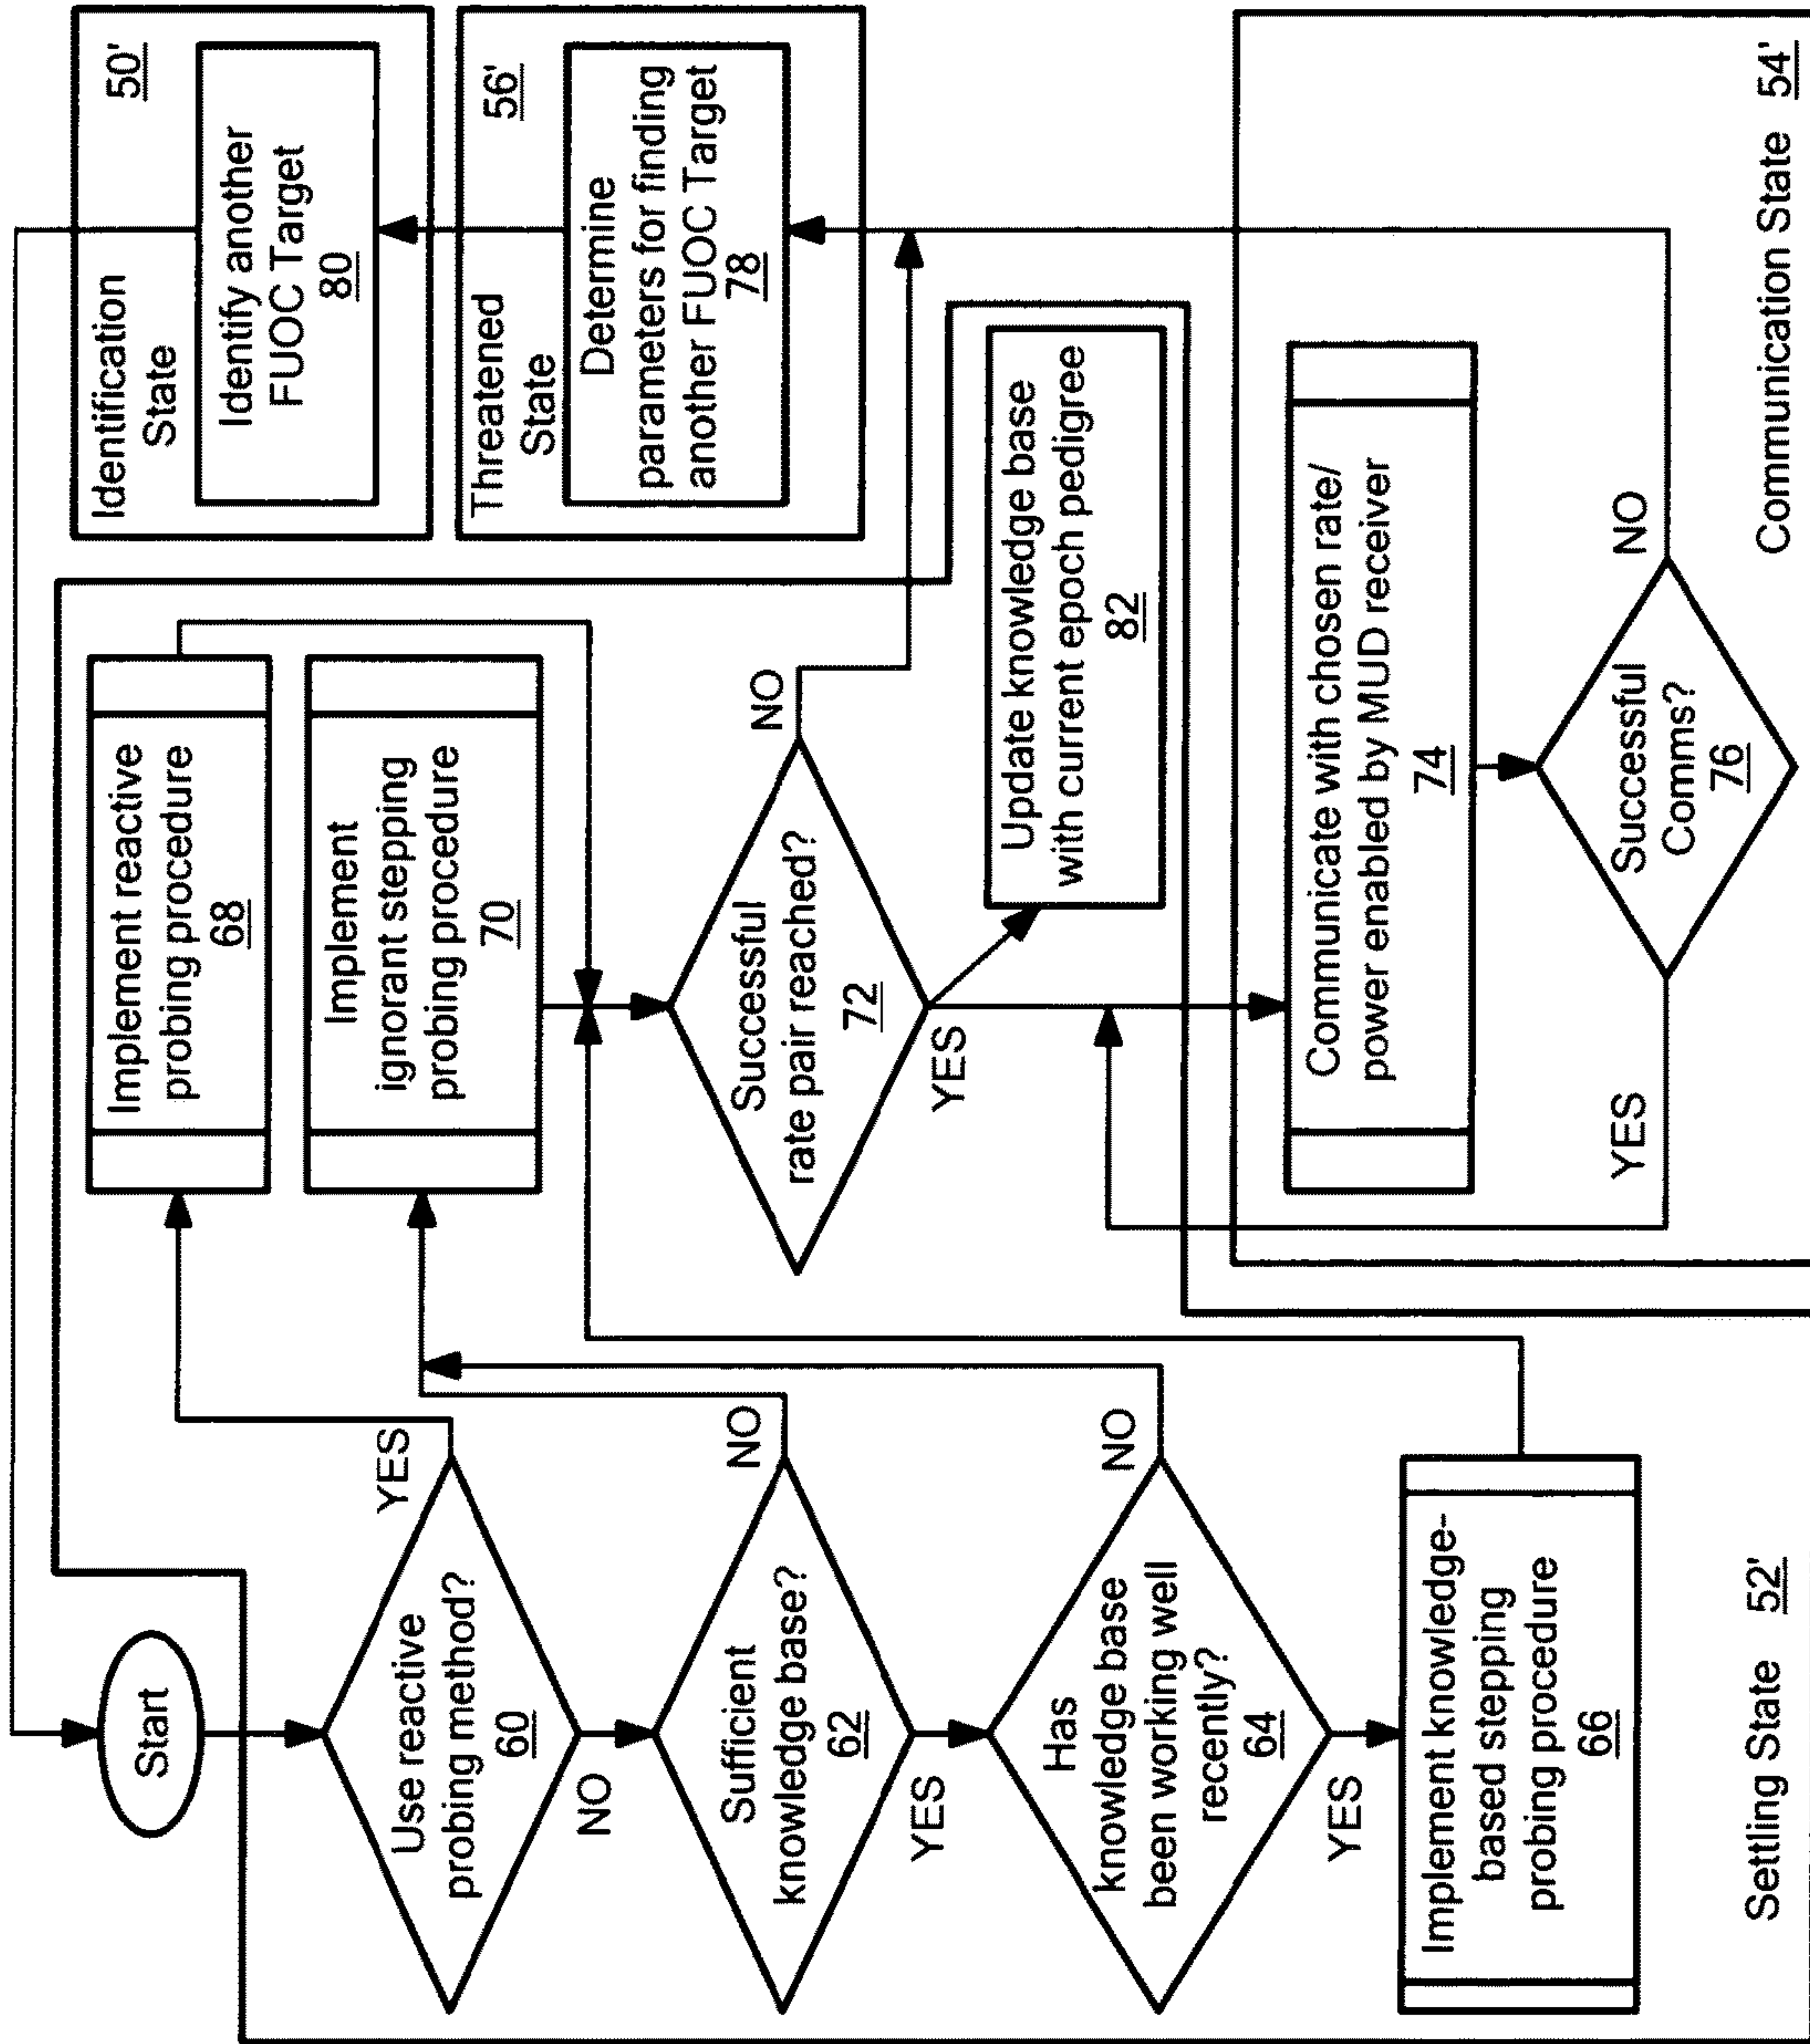 Start
Use reactive
probing method?
60
YES
NO
Sufficient
knowledge base?
62
NO
YES
Has
knowledge base
been working well
recently?
64
NO
YES
Implement knowledge-
based stepping
probing procedure
66
Settling State 52'
Implement reactive
probing procedure
68
Implement
ignorant stepping
probing procedure
70
Successful
rate pair reached?
72
NO
YES
Update knowledge base
with current epoch pedigree
82
Communicate with chosen rate/
power enabled by MUD receiver
74
Successful
Comms?
76
YES
NO
Communication State 54'
Identification
State
50'
Identify another
FUOC Target
80
Threatened
State
56'
Determine
parameters for finding
another FUOC Target
78